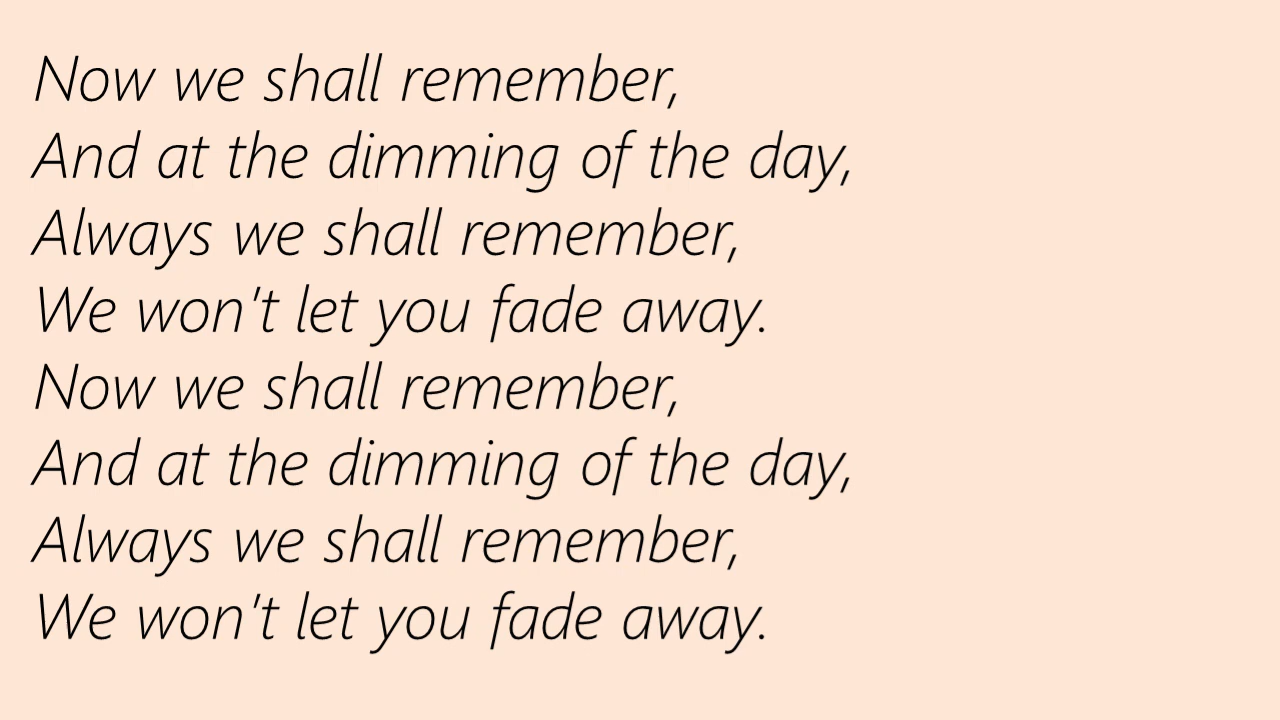 Now we shall remember,
And at the dimming of the day,
Always we shall remember,
We won't let you fade away.
Now we shall remember,
And at the dimming of the day,
Always we shall remember,
We won't let you fade away.